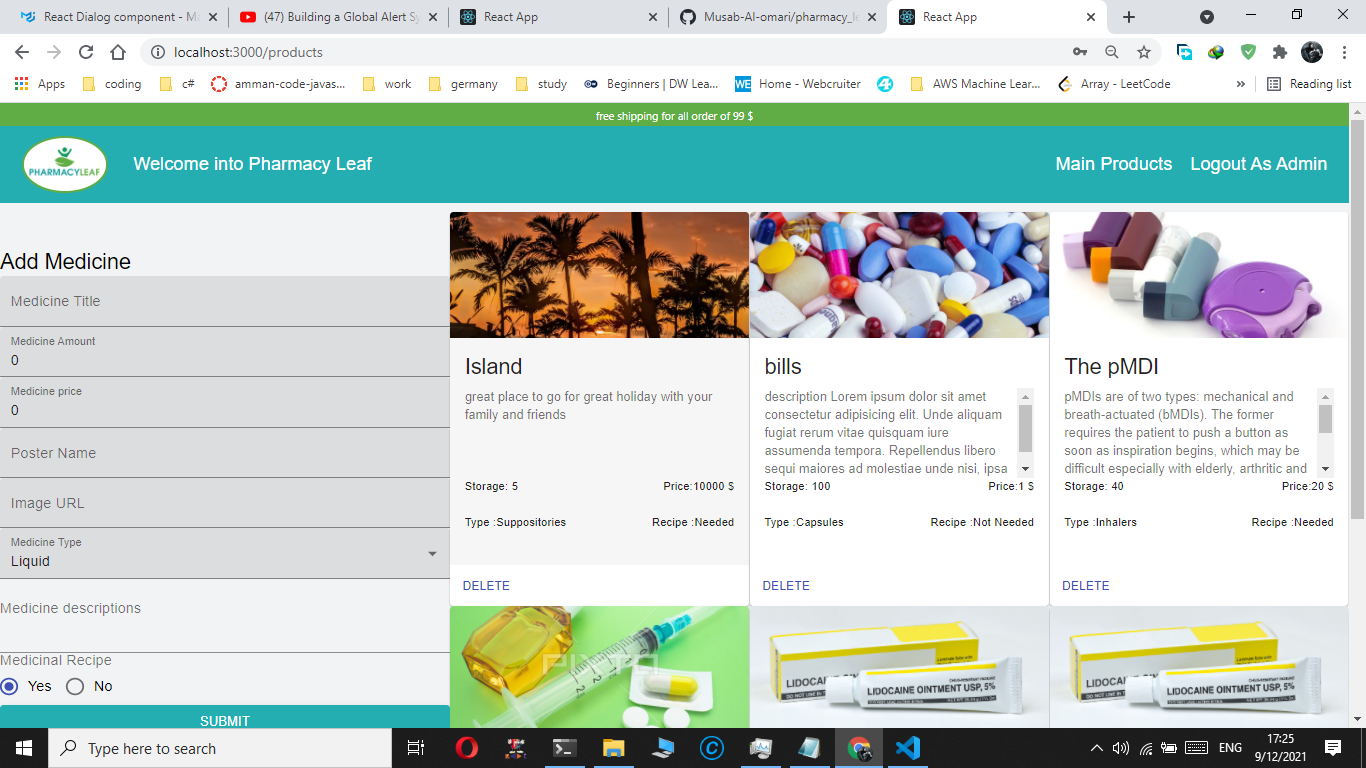 React Dialog component - Ma
(47) Building a Global Alert Sy
React App
Musab-Al-omari/pharmacy_le
React App
localhost:3000/products
Apps
coding
c#
amman-code-javas...
work
germany
study
Beginners | DW Lea...
Home - Webcruiter
AWS Machine Lear...
Array - LeetCode
»
Reading list
free shipping for all order of 99 $
PHARMACYLEAF
Welcome into Pharmacy Leaf
Main Products
Logout As Admin
Add Medicine
Medicine Title
Medicine Amount
0
Medicine price
0
Poster Name
Image URL
Medicine Type
Liquid
Medicine descriptions
Medicinal Recipe
Yes
No
SUBMIT
Island
great place to go for great holiday with your
family and friends
Storage: 5
Price:10000 $
Type :Suppositories
Recipe :Needed
DELETE
bills
description Lorem ipsum dolor sit amet
consectetur adipisicing elit. Unde aliquam
fugiat rerum vitae quisquam iure
assumenda tempora. Repellendus libero
sequi maiores ad molestiae unde nisi, ipsa
Storage: 100
Price:1 $
Type :Capsules
Recipe :Not Needed
DELETE
The pMDI
pMDIs are of two types: mechanical and
breath-actuated (bMDIs). The former
requires the patient to push a button as
soon as inspiration begins, which may be
difficult especially with elderly, arthritic and
Storage: 40
Price:20 $
Type :Inhalers
Recipe :Needed
DELETE
PIXTA
LIDOCAINE OINTMENT
LIDOCAINE OINTMENT USP, 5%
LIDOCAINE OINTMENT
LIDOCAINE OINTMENT USP, 5%
Type here to search
ENG
17:25
9/12/2021